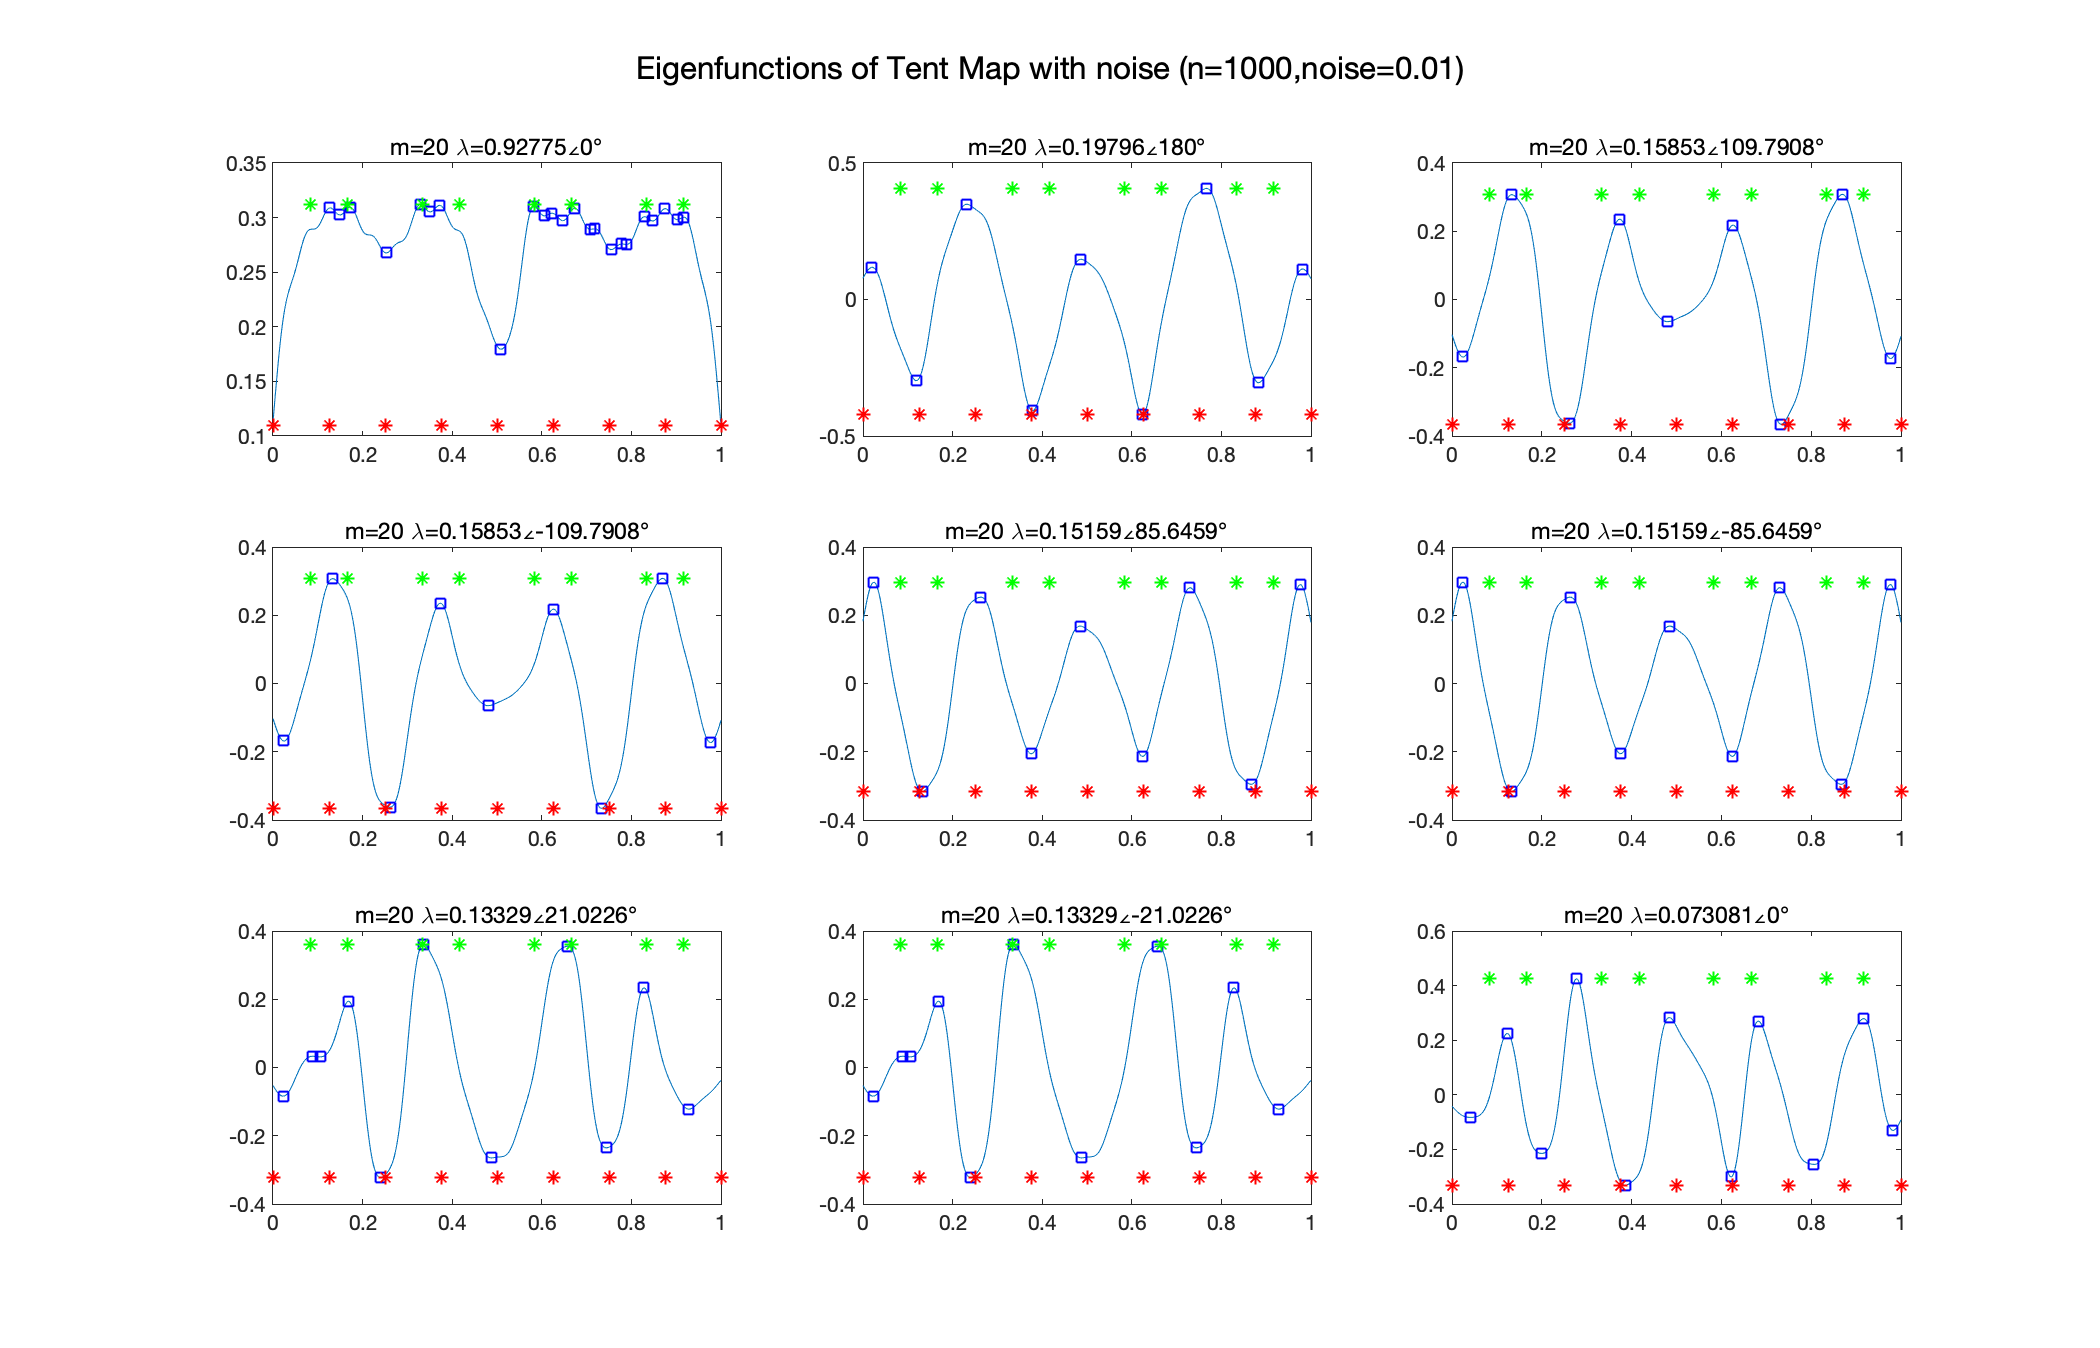 Eigenfunctions of Tent Map with noise (n=1000,noise=0.01)
m=20 λ=0.92775∠0°
0.35
0.3
0.25
0.2
0.15
0.1
0 0.2 0.4 0.6 0.8 1
m=20 λ=0.19796∠180°
0.5
0
-0.5
0 0.2 0.4 0.6 0.8 1
m=20 λ=0.15853∠109.7908°
0.4
0.2
0
-0.2
-0.4
0 0.2 0.4 0.6 0.8 1
m=20 λ=0.15853∠-109.7908°
0.4
0.2
0
-0.2
-0.4
0 0.2 0.4 0.6 0.8 1
m=20 λ=0.15159∠85.6459°
0.4
0.2
0
-0.2
-0.4
0 0.2 0.4 0.6 0.8 1
m=20 λ=0.15159∠-85.6459°
0.4
0.2
0
-0.2
-0.4
0 0.2 0.4 0.6 0.8 1
m=20 λ=0.13329∠21.0226°
0.4
0.2
0
-0.2
-0.4
0 0.2 0.4 0.6 0.8 1
m=20 λ=0.13329∠-21.0226°
0.4
0.2
0
-0.2
-0.4
0 0.2 0.4 0.6 0.8 1
m=20 λ=0.073081∠0°
0.6
0.4
0.2
0
-0.2
-0.4
0 0.2 0.4 0.6 0.8 1